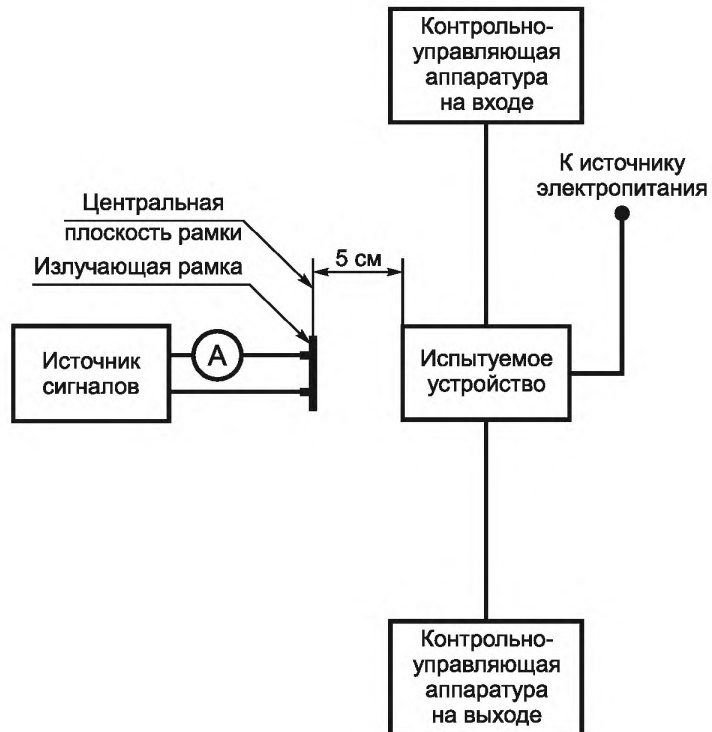 Контрольно-
управляющая
аппаратура
на входе
К источнику
электропитания
Центральная
плоскость рамки
Излучающая рамка
5 см
Источник
сигналов
А
Испытуемое
устройство
Контрольно-
управляющая
аппаратура
на выходе